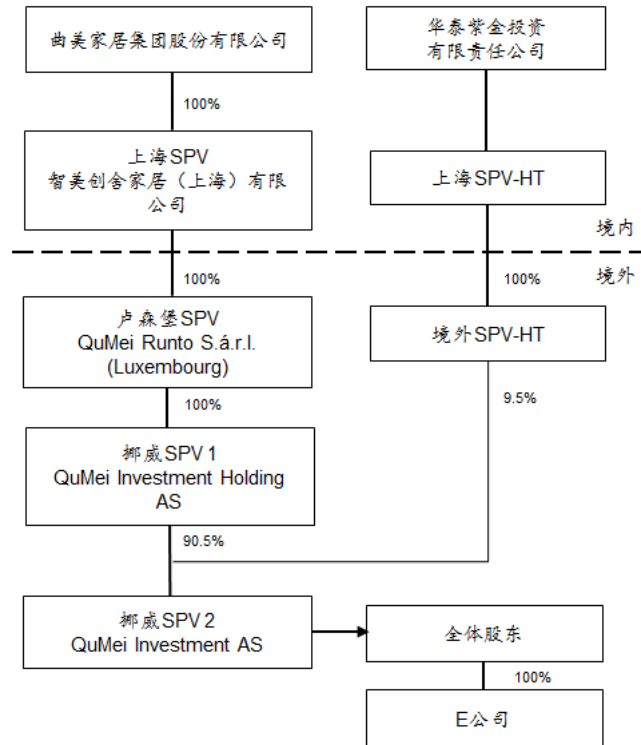 曲美家居集团股份有限公司
华泰紫金投资
有限责任公司
100%
上海SPV
智美创舍家居（上海）有限
公司
上海SPV-HT
境内
100%
100%
境外
卢森堡SPV
QuMei Runto S.á.r.l.
(Luxembourg)
境外SPV-HT
100%
9.5%
挪威SPV 1
QuMei Investment Holding
AS
90.5%
挪威SPV 2
QuMei Investment AS
全体股东
100%
E公司